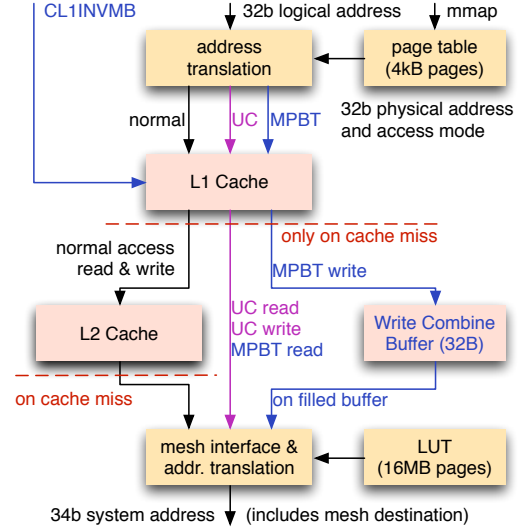 CL1INVMB
32b logical address
mmap
address
translation
page table
(4kB pages)
normal
UC
MPBT
32b physical address
and access mode
L1 Cache
only on cache miss
normal access
read & write
MPBT write
L2 Cache
UC read
UC write
MPBT read
Write Combine
Buffer (32B)
on cache miss
on filled buffer
mesh interface &
addr. translation
LUT
(16MB pages)
34b system address
(includes mesh destination)